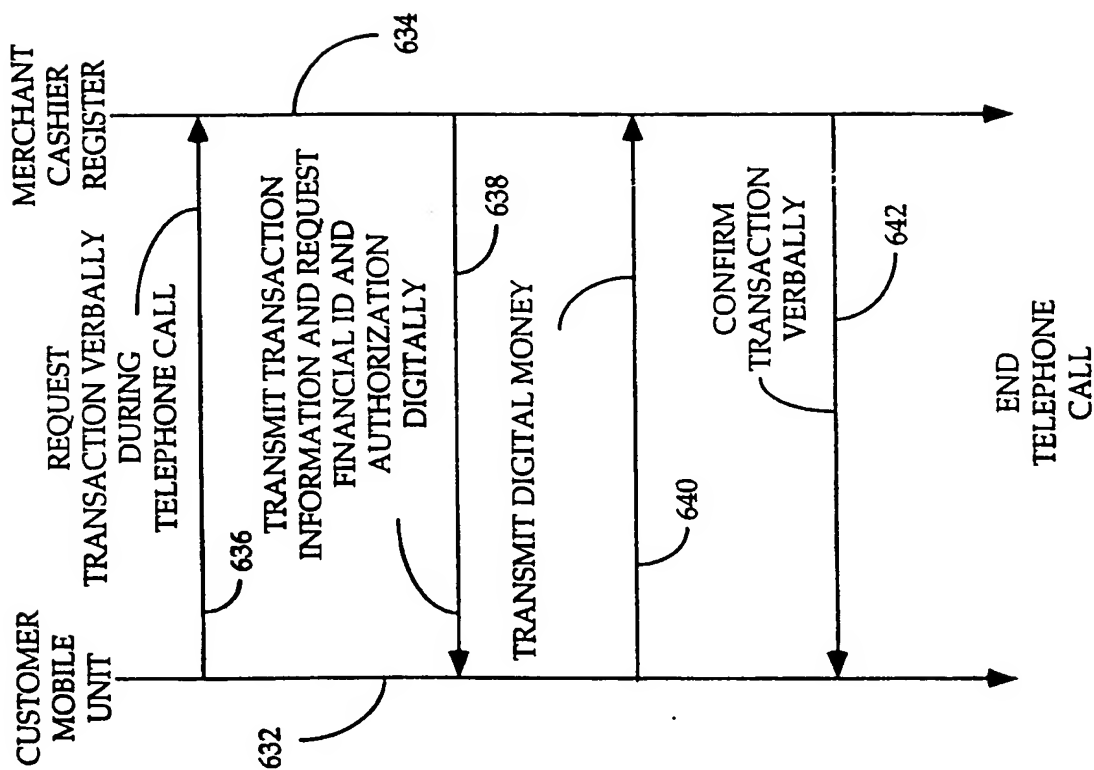 CUSTOMER
MOBILE
UNIT
REQUEST
TRANSACTION VERBALLY
DURING
TELEPHONE CALL
MERCHANT
CASHIER
REGISTER
636
634
TRANSMIT TRANSACTION
INFORMATION AND REQUEST
FINANCIAL ID AND
AUTHORIZATION
DIGITALLY
632
638
TRANSMIT DIGITAL MONEY
640
CONFIRM
TRANSACTION
VERBALLY
642
END
TELEPHONE
CALL